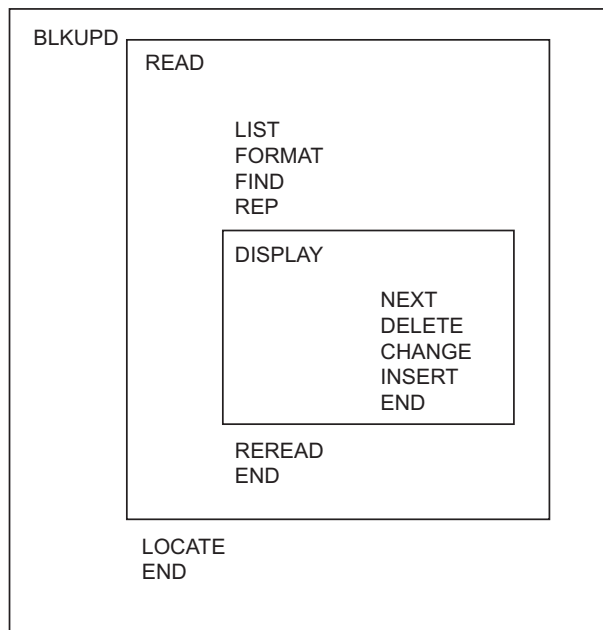 BLKUPD
READ
LIST
FORMAT
FIND
REP
DISPLAY
NEXT
DELETE
CHANGE
INSERT
END
REREAD
END
LOCATE
END